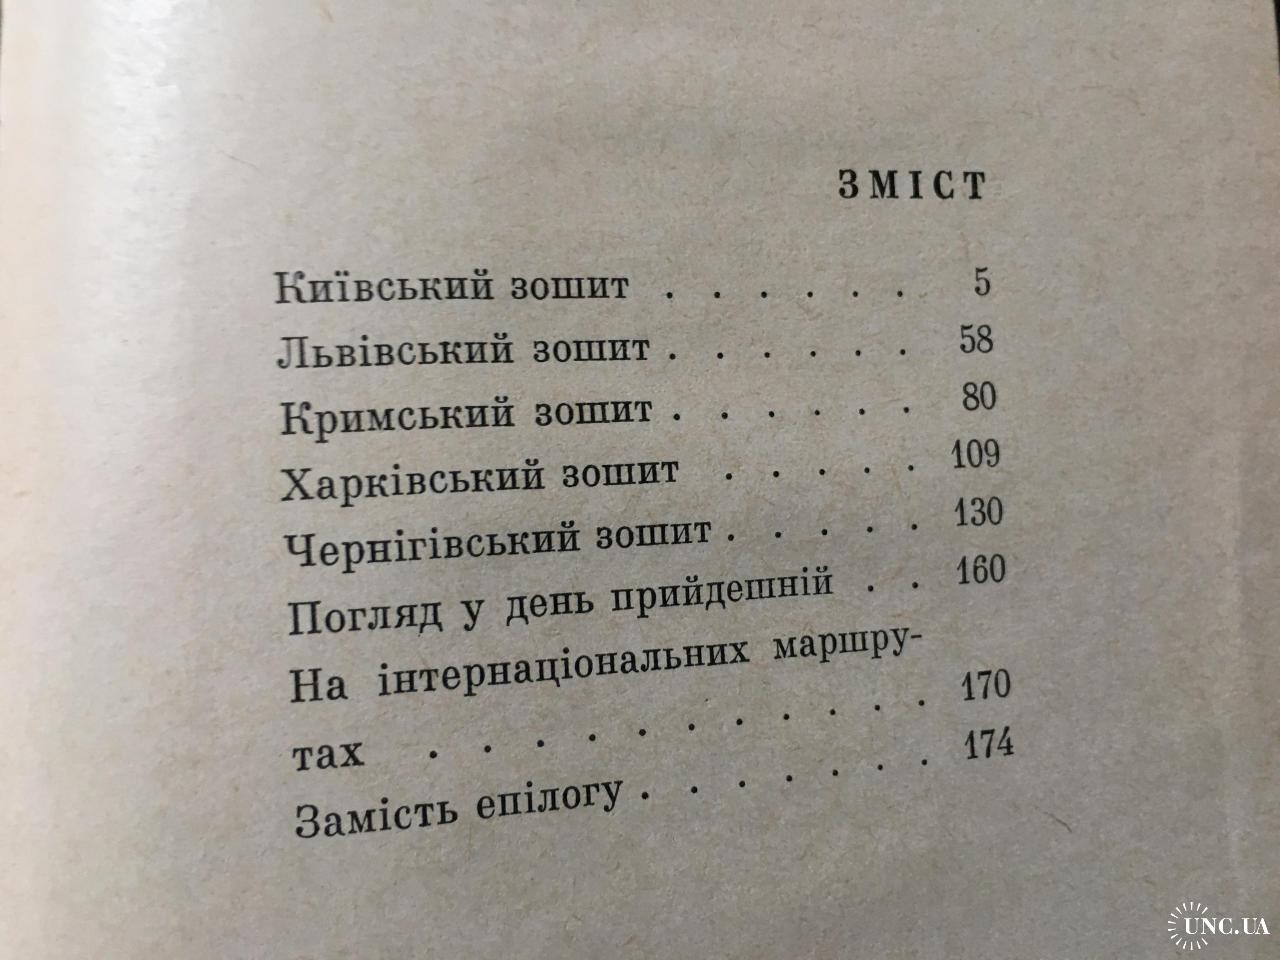 ЗМІСТ
Київський зошит . . . . . . 5
Львівський зошит . . . . . . 58
Кримський зошит . . . . . . 80
Харківський зошит . . . . . 109
Чернігівський зошит . . . . . 130
Погляд у день прийдешній . . 160
На інтернаціональних маршру-
тах . . . . . . . . . . 170
Замість епілогу . . . . . . . 174
UNC.UA